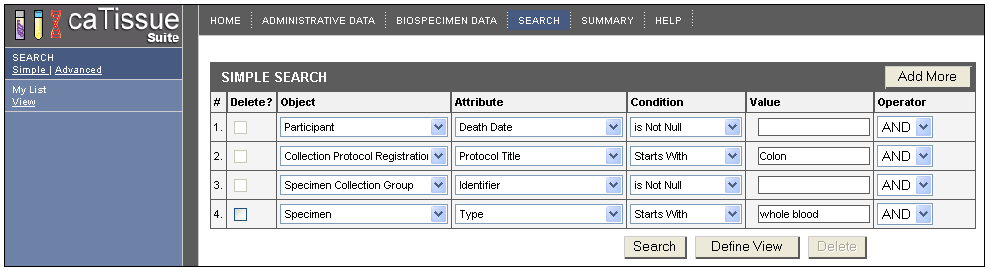 caTissue
Suite
HOME ADMINISTRATIVE DATA BIOSPECIMEN DATA SEARCH SUMMARY HELP
SEARCH
Simple | Advanced
My List
View
SIMPLE SEARCH Add More
# Delete? Object Attribute Condition Value Operator
1. Participant Death Date is Not Null AND
2. Collection Protocol Registration Protocol Title Starts With Colon AND
3. Specimen Collection Group Identifier is Not Null AND
4. Specimen Type Starts With whole blood AND
Search Define View Delete